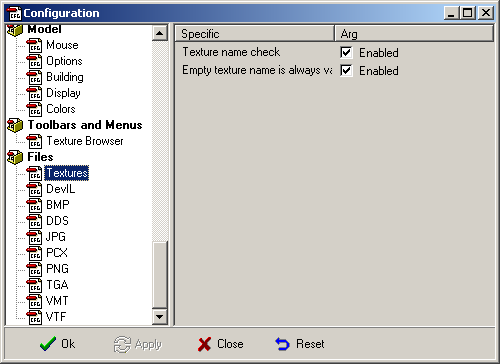 Configuration
Model
Mouse
Options
Building
Display
Colors
Toolbars and Menus
Texture Browser
Files
Textures
DevIL
BMP
DDS
JPG
PCX
PNG
TGA
VMT
VTF
Specific Arg
Texture name check Enabled
Empty texture name is always va Enabled
Ok Apply Close Reset